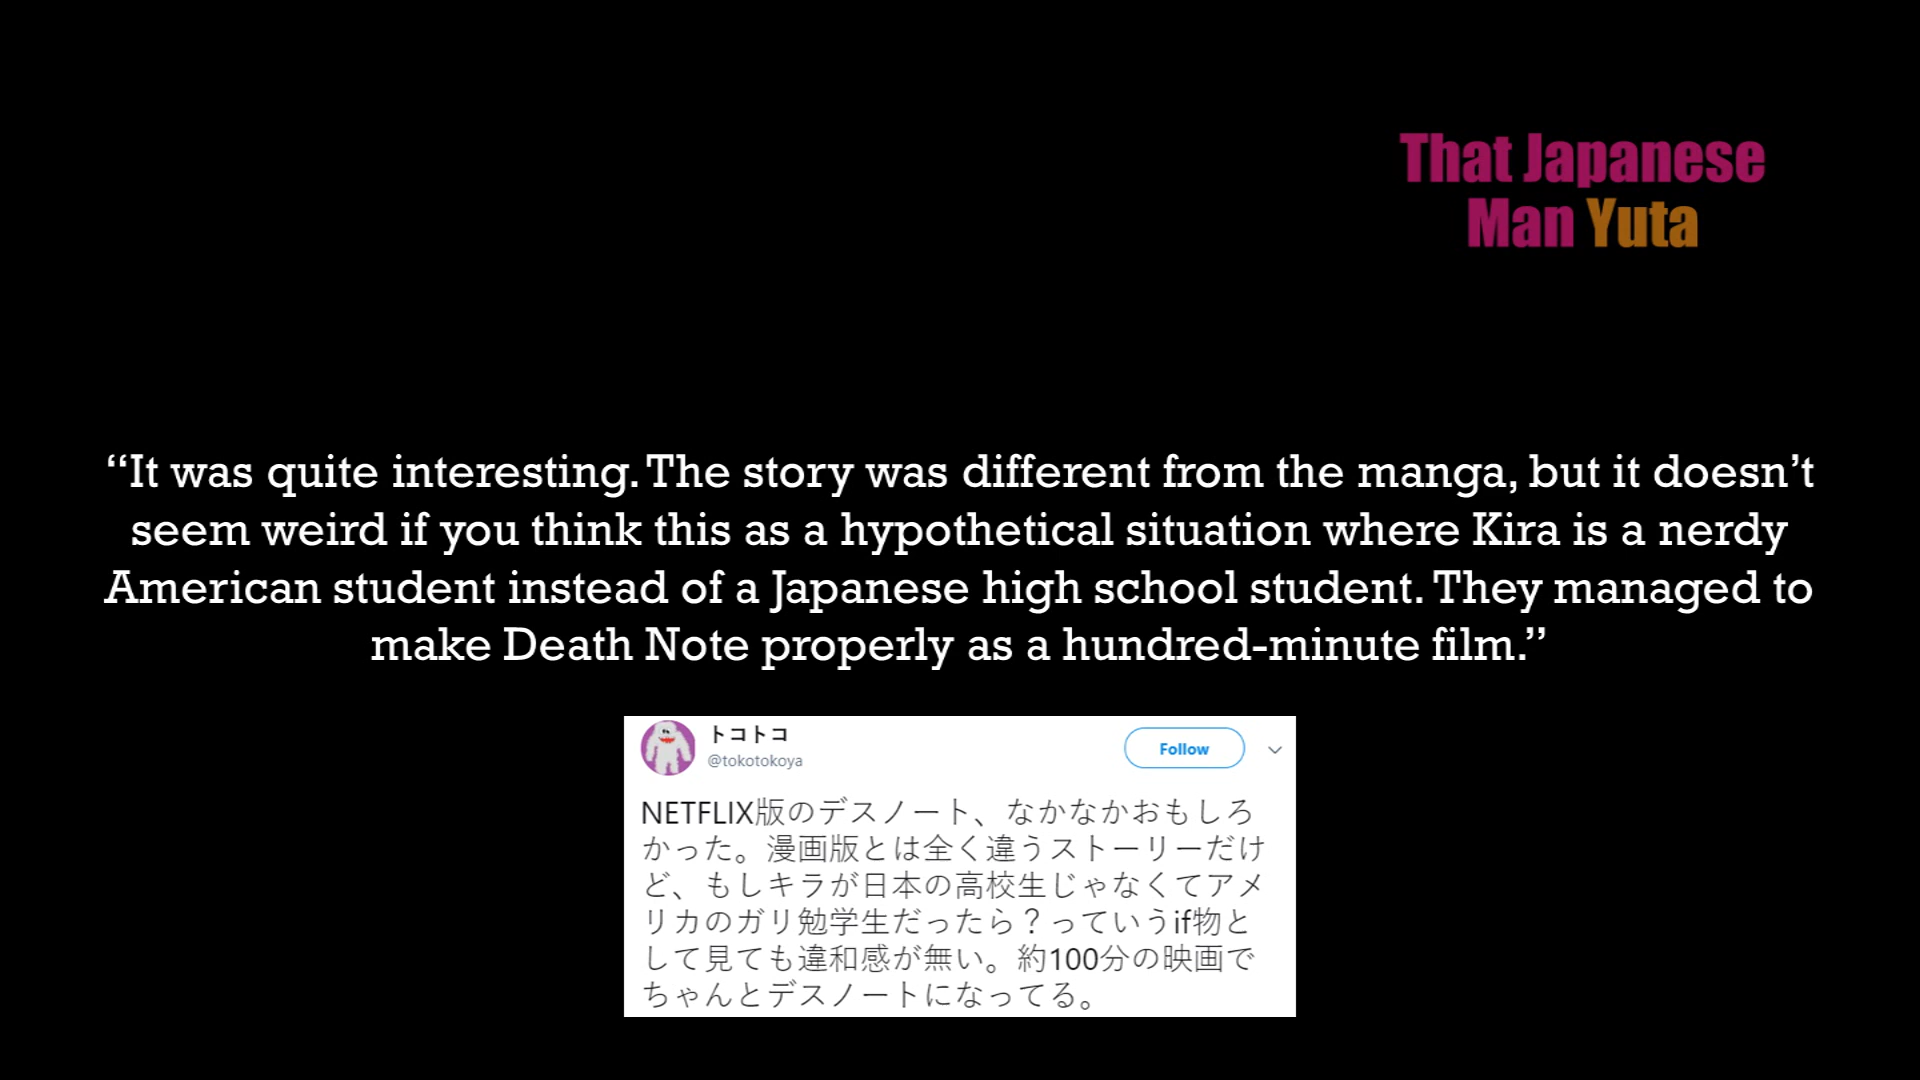 That Japanese
Man Yuta
“It was quite interesting. The story was different from the manga, but it doesn’t
seem weird if you think this as a hypothetical situation where Kira is a nerdy
American student instead of a Japanese high school student. They managed to
make Death Note properly as a hundred-minute film.”
トコトコ
@tokotokoya
Follow
NETFLIX版のデスノート、なかなかおもしろ
かった。漫画版とは全く違うストーリーだけ
ど、もしキラが日本の高校生じゃなくてアメ
リカのガリ勉学生だったら？っていうif物と
して見ても違和感が無い。約100分の映画で
ちゃんとデスノートになってる。